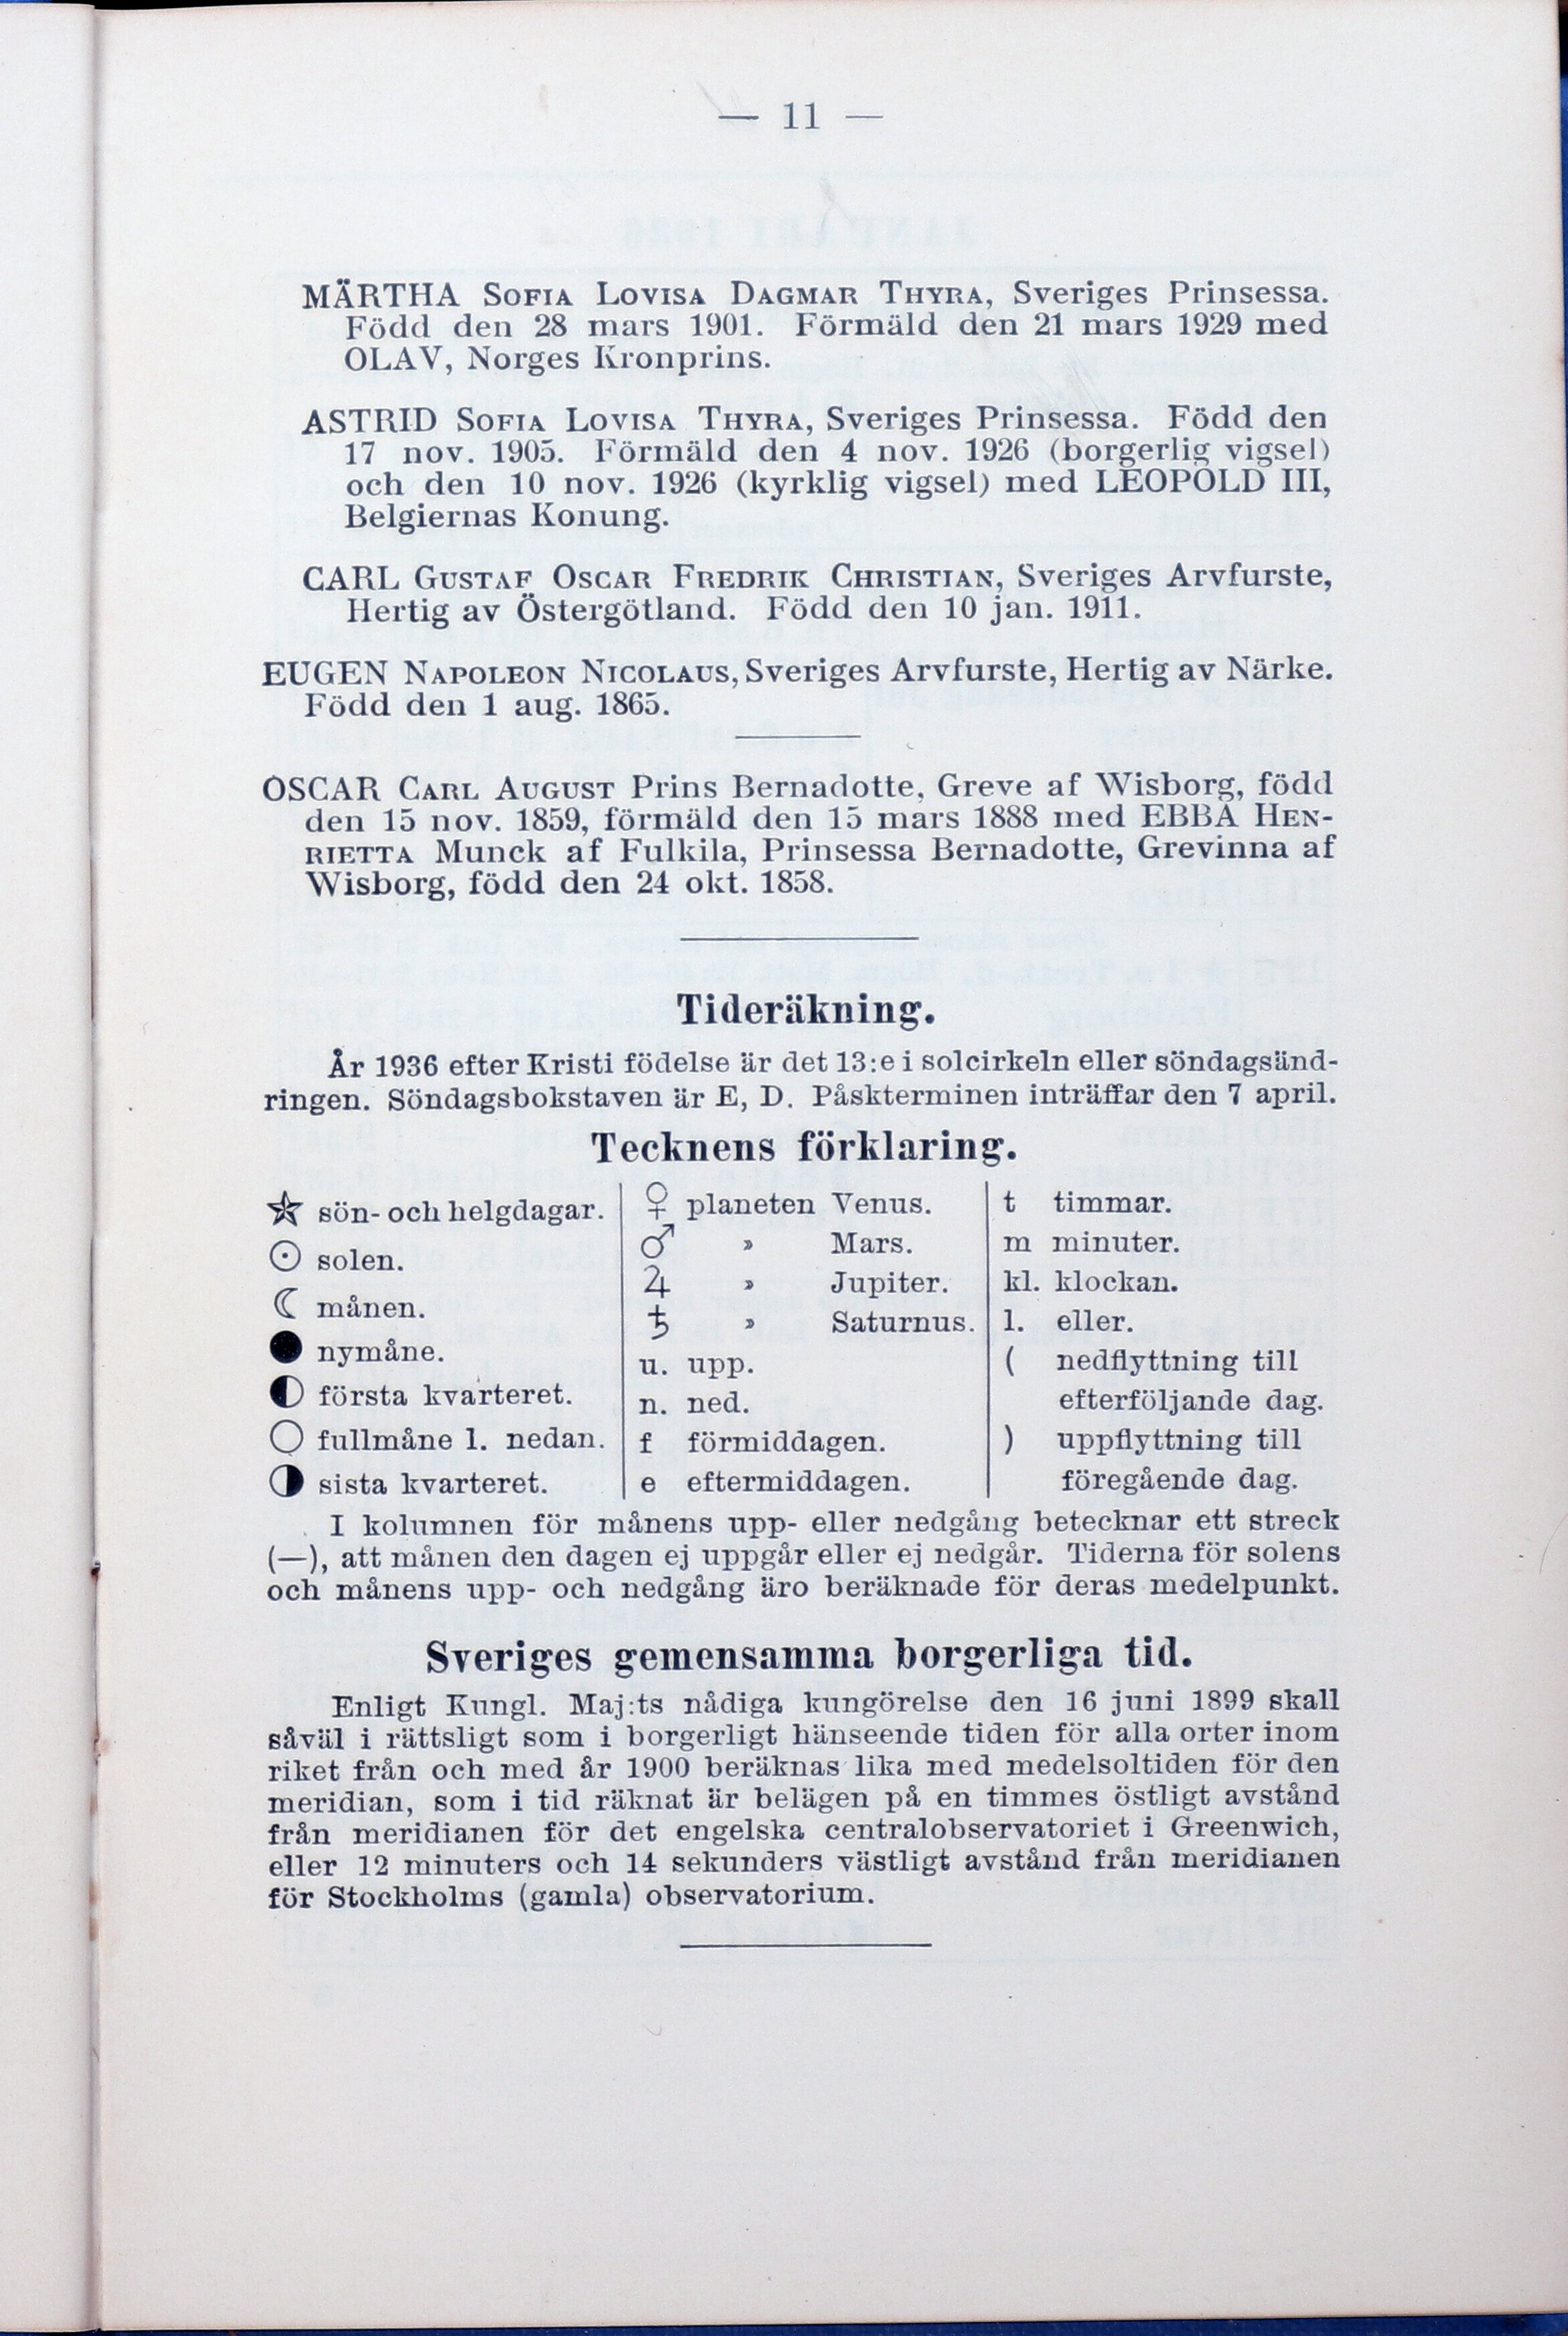 — 11 —
MÄRTHA SOFIA LOVISA DAGMAR THYRA, Sveriges Prinsessa.
Född den 28 mars 1901. Förmäld den 21 mars 1929 med
OLAV, Norges Kronprins.
ASTRID SOFIA LOVISA THYRA, Sveriges Prinsessa. Född den
17 nov. 1905. Förmäld den 4 nov. 1926 (borgerlig vigsel)
och den 10 nov. 1926 (kyrklig vigsel) med LEOPOLD III,
Belgiernas Konung.
CARL GUSTAF OSCAR FREDRIK CHRISTIAN, Sveriges Arvfurste,
Hertig av Östergötland. Född den 10 jan. 1911.
EUGEN NAPOLEON NICOLAUS, Sveriges Arvfurste, Hertig av Närke.
Född den 1 aug. 1865.
OSCAR CARL AUGUST Prins Bernadotte, Greve af Wisborg, född
den 15 nov. 1859, förmäld den 15 mars 1888 med EBBA HEN-
RIETTA Munck af Fulkila, Prinsessa Bernadotte, Grevinna af
Wisborg, född den 24 okt. 1858.
Tideräkning.
År 1936 efter Kristi födelse är det 13:e i solcirkeln eller söndagsänd-
ringen. Söndagsbokstaven är E, D. Påskterminen inträffar den 7 april.
Tecknens förklaring.
☆ sön- och helgdagar.
☉ solen.
☾ månen.
● nymåne.
◐ första kvarteret.
○ fullmåne l. nedan.
◑ sista kvarteret.
♀ planeten Venus.
♂ » Mars.
♃ » Jupiter.
♄ » Saturnus.
u. upp.
n. ned.
f förmiddagen.
e eftermiddagen.
t timmar.
m minuter.
kl. klockan.
l. eller.
( nedflyttning till
efterföljande dag.
) uppflyttning till
föregående dag.
I kolumnen för månens upp- eller nedgång betecknar ett streck
(—), att månen den dagen ej uppgår eller ej nedgår. Tiderna för solens
och månens upp- och nedgång äro beräknade för deras medelpunkt.
Sveriges gemensamma borgerliga tid.
Enligt Kungl. Maj:ts nådiga kungörelse den 16 juni 1899 skall
såväl i rättsligt som i borgerligt hänseende tiden för alla orter inom
riket från och med år 1900 beräknas lika med medelsoltiden för den
meridian, som i tid räknat är belägen på en timmes östligt avstånd
från meridianen för det engelska centralobservatoriet i Greenwich,
eller 12 minuters och 14 sekunders västligt avstånd från meridianen
för Stockholms (gamla) observatorium.